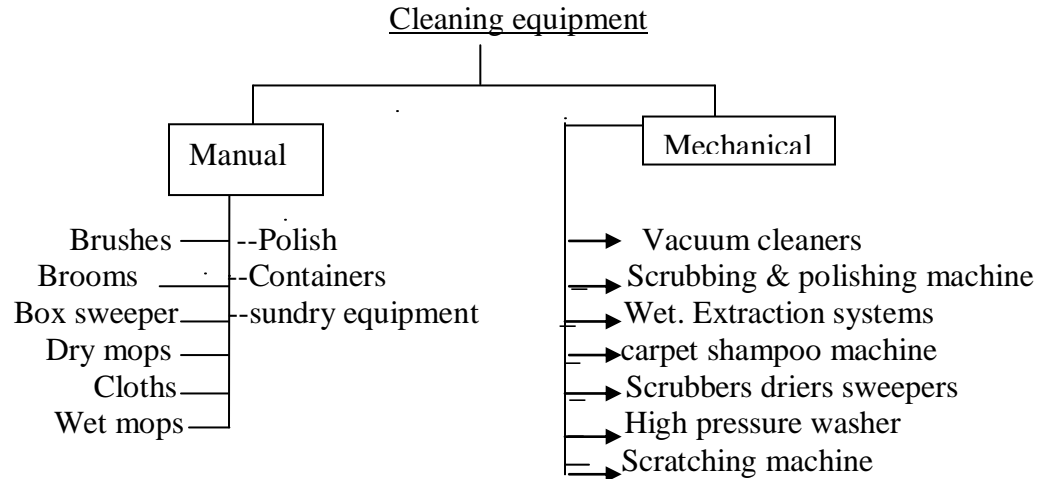 Cleaning equipment
Manual
Mechanical
Brushes
Brooms
Box sweeper
Dry mops
Cloths
Wet mops
--Polish
--Containers
--sundry equipment
Vacuum cleaners
Scrubbing & polishing machine
Wet. Extraction systems
carpet shampoo machine
Scrubbers driers sweepers
High pressure washer
Scratching machine